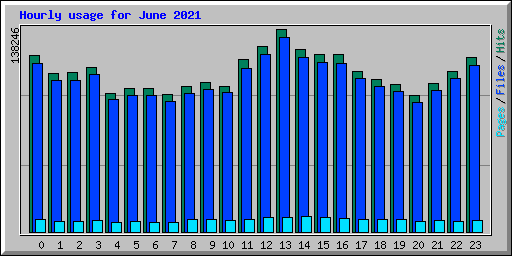 Hourly usage for June 2021
138246
Pages/Files/Hits
0 1 2 3 4 5 6 7 8 9 10 11 12 13 14 15 16 17 18 19 20 21 22 23